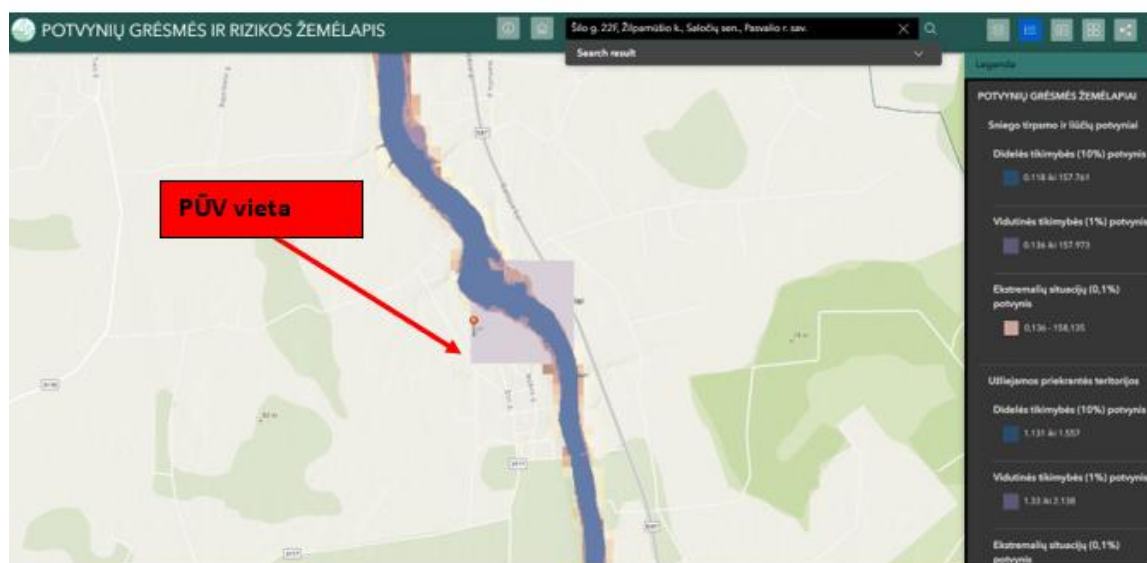 POTVYNIŲ GRĖSMĖS IR RIZIKOS ŽEMĖLAPIS
Šilo g. 22F, Žilpamūšio k., Saločių sen., Pasvalio r. sav.
Search result
PŪV vieta
Legenda
POTVYNIŲ GRĖSMĖS ŽEMĖLAPIAI
Sniego tirpsmo ir liūčių potvyniai
Didelės tikimybės (10%) potvynis
0.118 iki 157.761
Vidutinės tikimybės (1%) potvynis
0.136 iki 157.973
Ekstremalių situacijų (0,1%)
potvynis
0,136 - 158,135
Užliejamos priekrantės teritorijos
Didelės tikimybės (10%) potvynis
1.131 iki 1.557
Vidutinės tikimybės (1%) potvynis
1.33 iki 2.138
Ekstremalių situacijų (0,1%)
potvynis